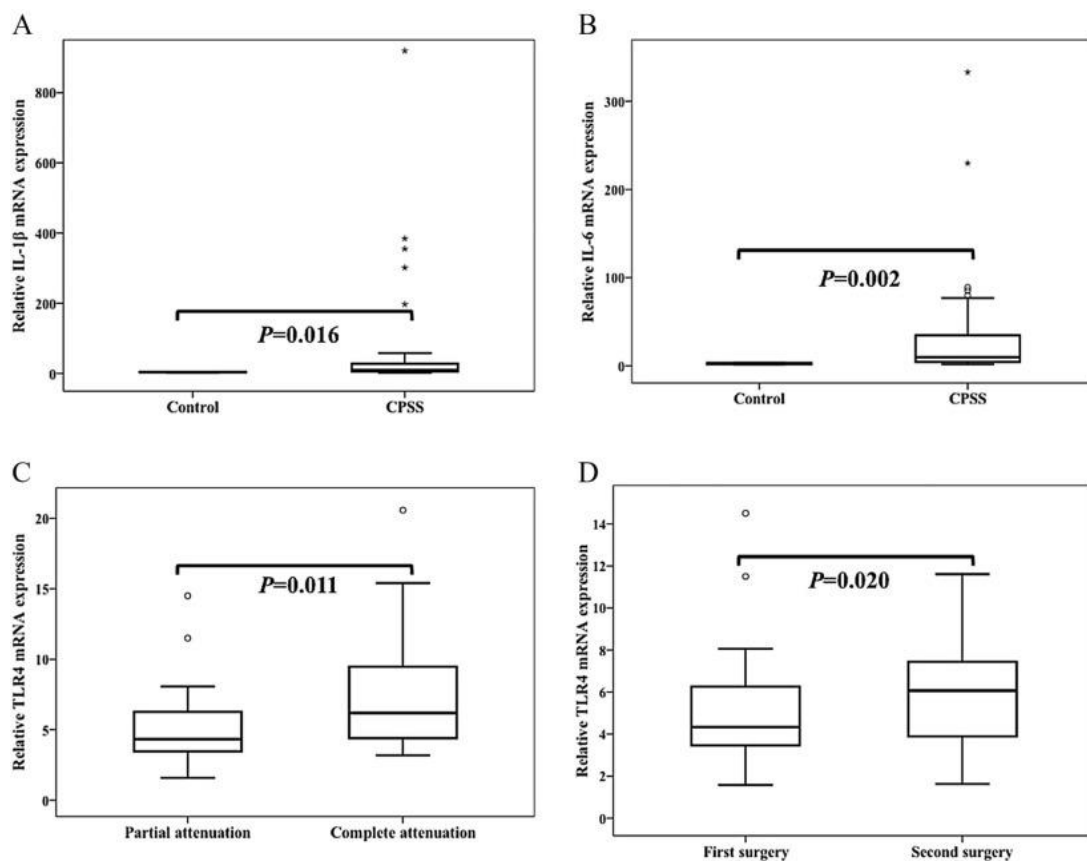 A
Relative IL-1β mRNA expression
800
600
400
200
0
P=0.016
Control CPSS
B
Relative IL-6 mRNA expression
300
200
100
0
P=0.002
Control CPSS
C
Relative TLR4 mRNA expression
20
15
10
5
0
P=0.011
Partial attenuation Complete attenuation
D
Relative TLR4 mRNA expression
14
12
10
8
6
4
2
0
P=0.020
First surgery Second surgery